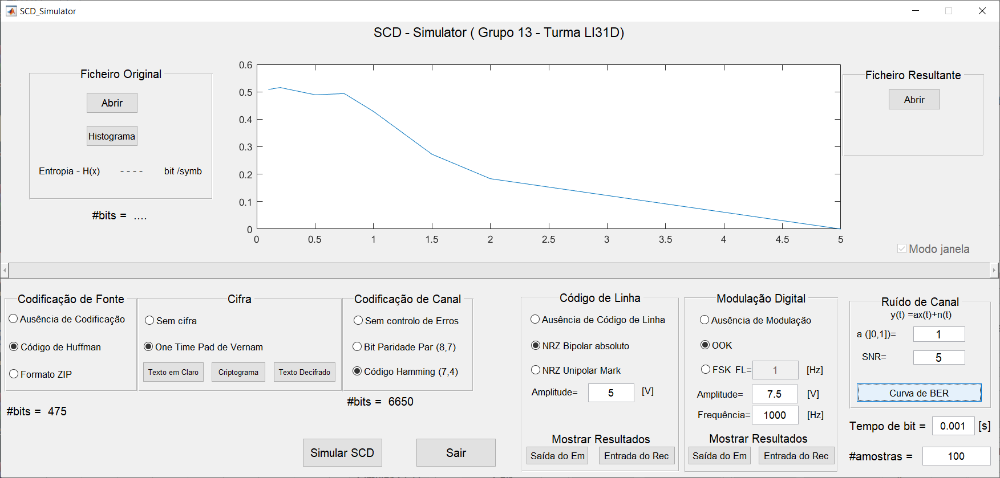 SCD_Simulator
SCD - Simulator ( Grupo 13 - Turma LI31D)
Ficheiro Original
Abrir
Histograma
Entropia - H(x) - - - - bit /symb
#bits = ....
0.6
0.5
0.4
0.3
0.2
0.1
0
0 0.5 1 1.5 2 2.5 3 3.5 4 4.5 5
Ficheiro Resultante
Abrir
Modo janela
Codificação de Fonte
Ausência de Codificação
Código de Huffman
Formato ZIP
#bits = 475
Cifra
Sem cifra
One Time Pad de Vernam
Texto em Claro Criptograma Texto Decifrado
Codificação de Canal
Sem controlo de Erros
Bit Paridade Par (8,7)
Código Hamming (7,4)
#bits = 6650
Simular SCD Sair
Código de Linha
Ausência de Código de Linha
NRZ Bipolar absoluto
NRZ Unipolar Mark
Amplitude= 5 [V]
Mostrar Resultados
Saída do Em Entrada do Rec
Modulação Digital
Ausência de Modulação
OOK
FSK FL= 1 [Hz]
Amplitude= 7.5 [V]
Frequência= 1000 [Hz]
Mostrar Resultados
Saída do Em Entrada do Rec
Ruído de Canal
y(t) =ax(t)+n(t)
a (]0,1])= 1
SNR= 5
Curva de BER
Tempo de bit = 0.001 [s]
#amostras = 100